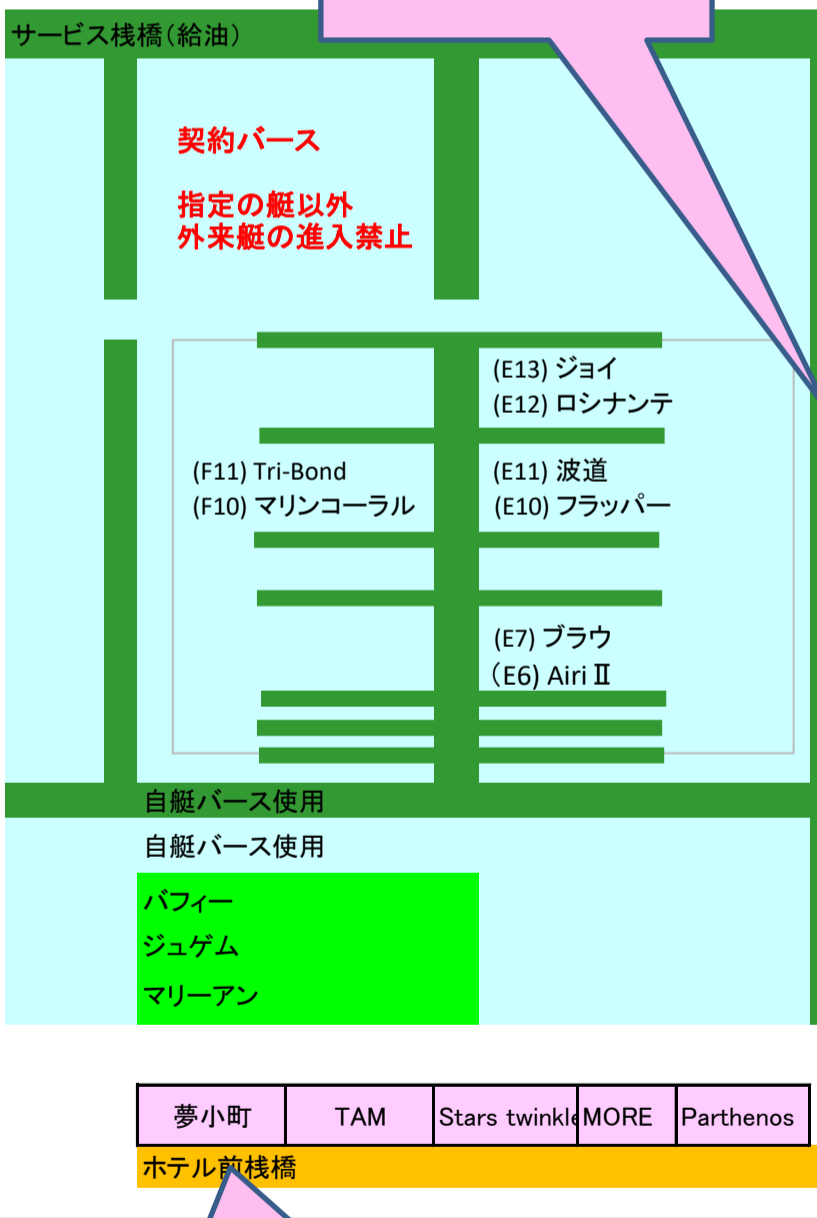 サービス桟橋(給油)
契約バース
指定の艇以外
外来艇の進入禁止
(E13) ジョイ
(E12) ロシナンテ
(F11) Tri-Bond
(E11) 波道
(F10) マリンコーラル
(E10) フラッパー
(E7) ブラウ
（E6) Airi Ⅱ
自艇バース使用
自艇バース使用
バフィー
ジュゲム
マリーアン
夢小町
TAM
Stars twinkle
MORE
Parthenos
ホテル前桟橋